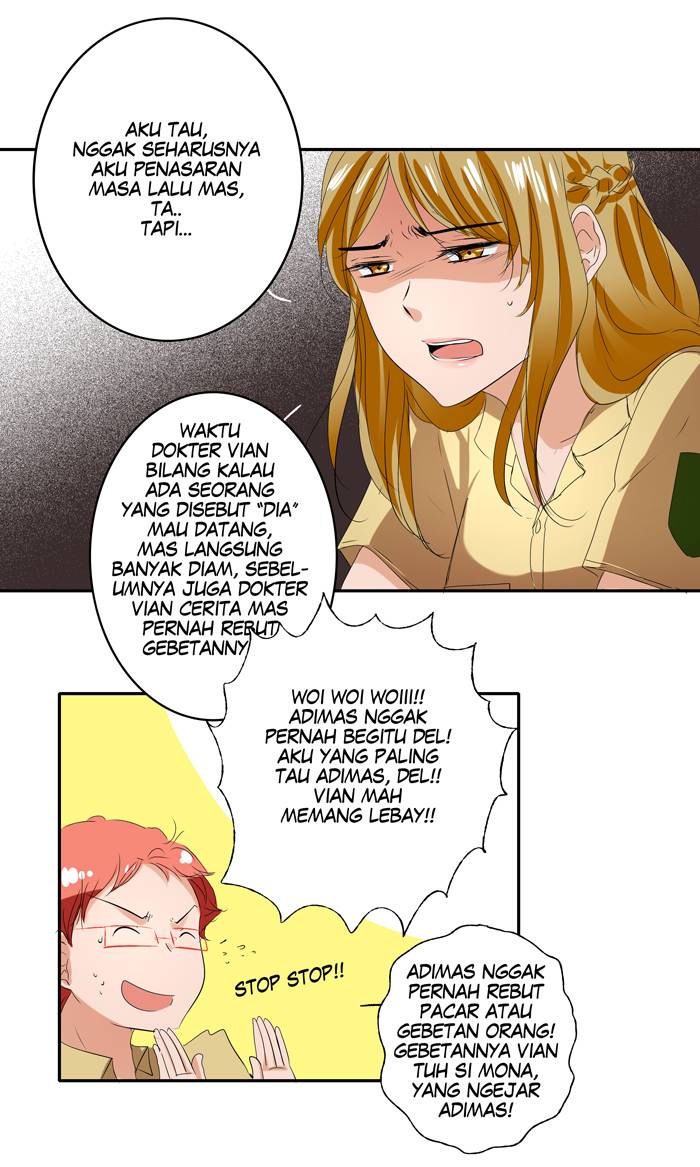 AKU TAU,
NGGAK SEHARUSNYA
AKU PENASARAN
MASA LALU MAS,
TA..
TAPI...
WAKTU
DOKTER VIAN
BILANG KALAU
ADA SEORANG
YANG DISEBUT "DIA"
MAU DATANG,
MAS LANGSUNG
BANYAK DIAM, SEBEL-
UMNYA JUGA DOKTER
VIAN CERITA MAS
PERNAH REBUT
GEBETANNY
WOI WOI WOIII!!
ADIMAS NGGAK
PERNAH BEGITU DEL!
AKU YANG PALING
TAU ADIMAS, DEL!!
VIAN MAH
MEMANG LEBAY!!
STOP STOP!!
ADIMAS NGGAK
PERNAH REBUT
PACAR ATAU
GEBETAN ORANG!
GEBETANNYA VIAN
TUH SI MONA,
YANG NGEJAR
ADIMAS!